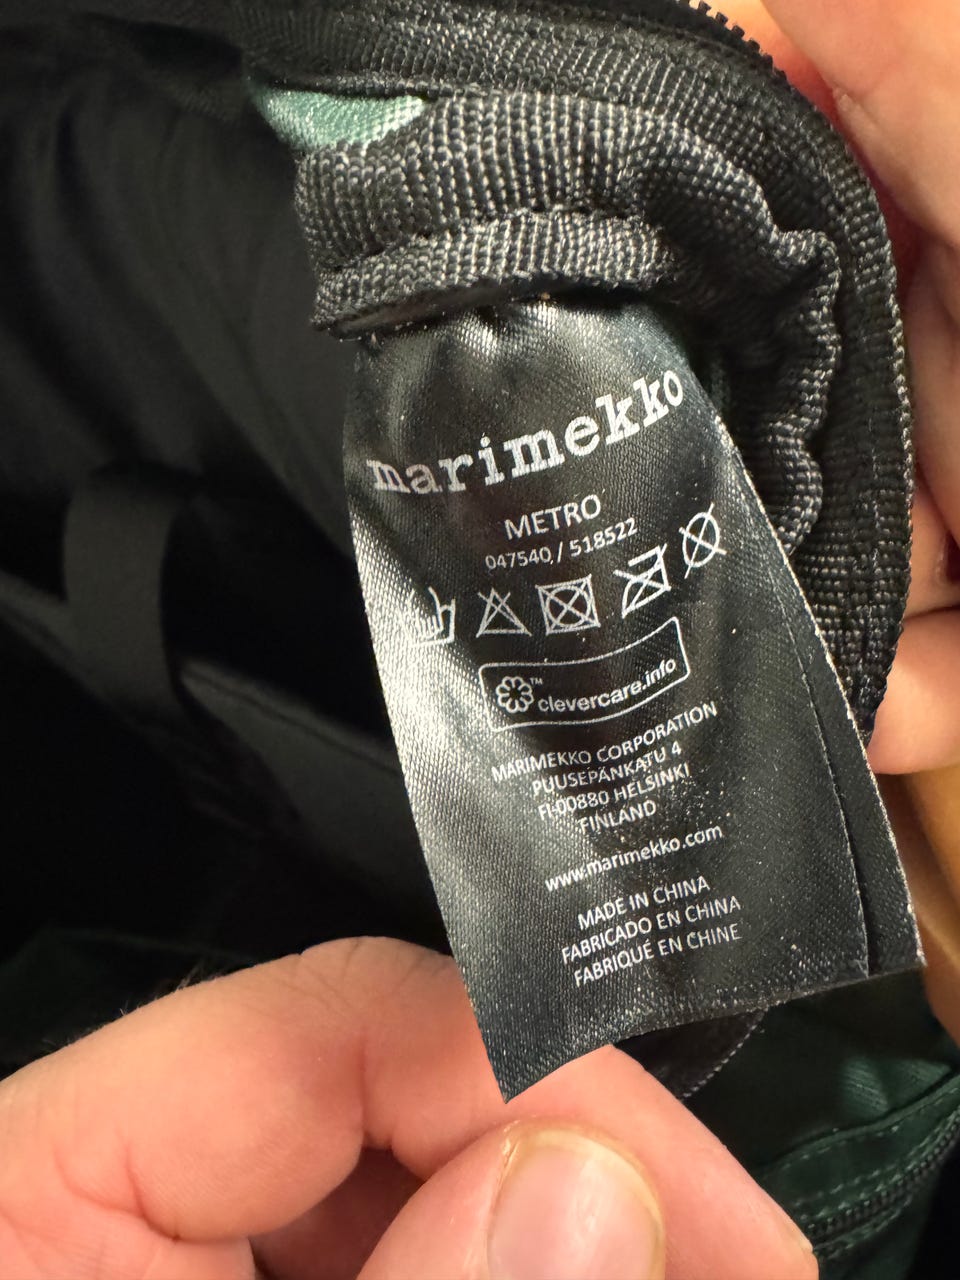 marimekko
METRO
047540 / 518522
clevercare.info
MARIMEKKO CORPORATION
PUUSEPÄNKATU 4
FI-00880 HELSINKI
FINLAND
www.marimekko.com
MADE IN CHINA
FABRICADO EN CHINA
FABRIQUÉ EN CHINE